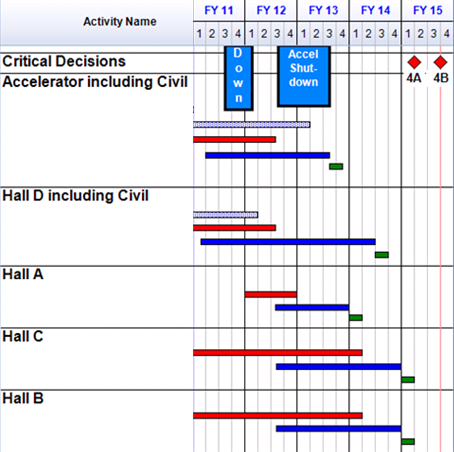 Activity Name
FY 11 FY 12 FY 13 FY 14 FY 15
1 2 3 4 1 2 3 4 1 2 3 4 1 2 3 4 1 2 3 4
D
o
w
n
Accel
Shut-
down
Critical Decisions
4A 4B
Accelerator including Civil
Hall D including Civil
Hall A
Hall C
Hall B